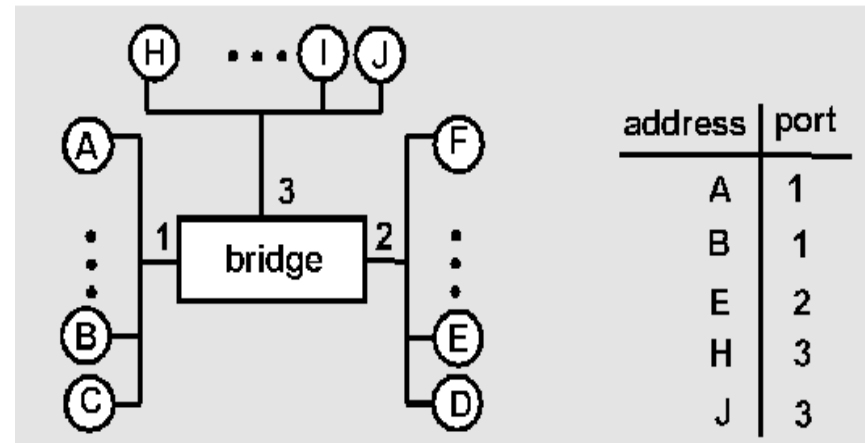 H I J
A F
3
1 bridge 2
B E
C D
address port
A 1
B 1
E 2
H 3
J 3